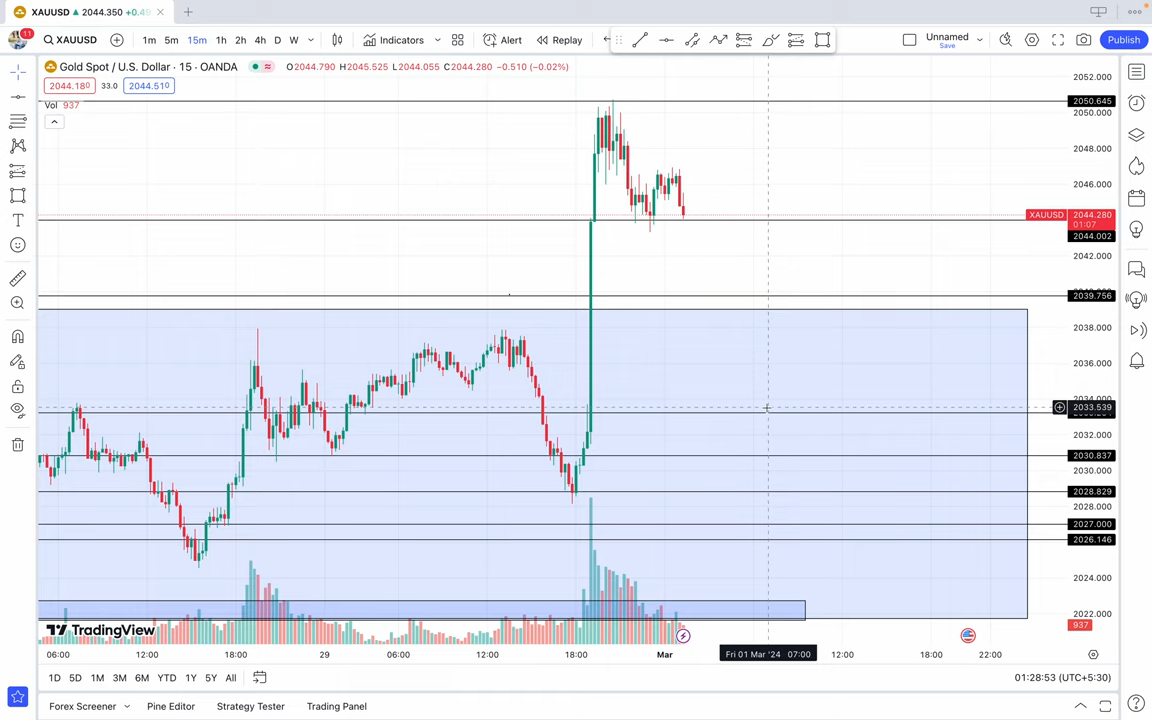 XAUUSD ▲ 2044.350 +0.45
11 XAUUSD 1m 5m 15m 1h 2h 4h D W Indicators Alert Replay Unnamed Save Publish
Gold Spot / U.S. Dollar · 15 · OANDA O2044.790 H2045.525 L2044.055 C2044.280 -0.510 (-0.02%)
2044.180 33.0 2044.510
Vol 937
2052.000
2050.645
2050.000
2048.000
2046.000
XAUUSD 2044.280
01:07
2044.002
2042.000
2039.756
2038.000
2036.000
2033.539
2032.000
2030.837
2030.000
2028.829
2028.000
2027.000
2026.146
2024.000
2022.000
937
TradingView
06:00 12:00 18:00 29 06:00 12:00 18:00 Mar Fri 01 Mar '24 07:00 12:00 18:00 22:00
1D 5D 1M 3M 6M YTD 1Y 5Y All 01:28:53 (UTC+5:30)
Forex Screener Pine Editor Strategy Tester Trading Panel